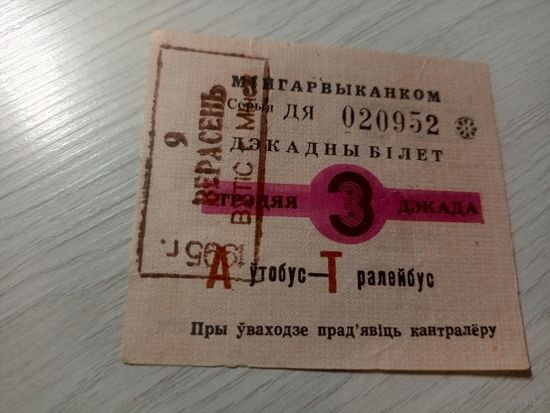 МІНГАРВЫКАНКОМ
Серыя ДЯ 020952
ДЭКАДНЫ БІЛЕТ
ТРЭЦЯЯ 3 ДЭКАДА
Аўтобус—Тралейбус
Пры ўваходзе прад'явіць кантралёру
9
ВЕРАСЕНЬ
1995 г.